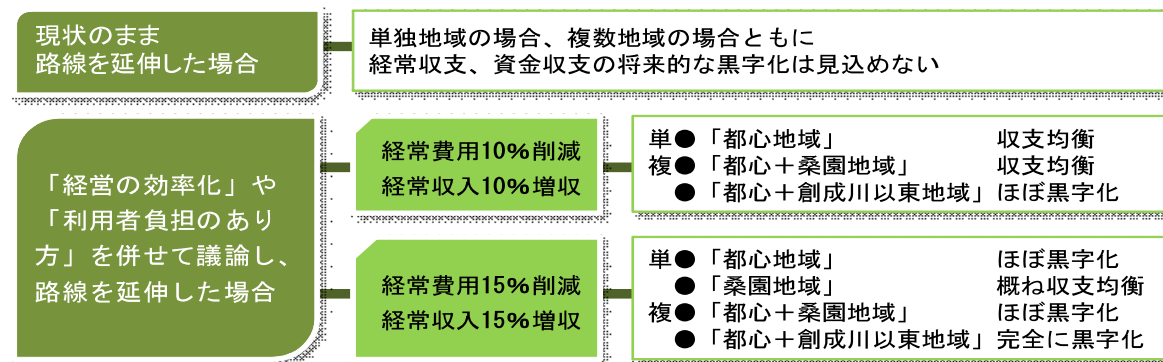 現状のまま
路線を延伸した場合
単独地域の場合、複数地域の場合ともに
経常収支、資金収支の将来的な黒字化は見込めない
「経営の効率化」や
「利用者負担のあり
方」を併せて議論し、
路線を延伸した場合
経常費用10%削減
経常収入10%増収
単●「都心地域」 収支均衡
複●「都心＋桑園地域」 収支均衡
●「都心＋創成川以東地域」ほぼ黒字化
経常費用15%削減
経常収入15%増収
単●「都心地域」 ほぼ黒字化
●「桑園地域」 概ね収支均衡
複●「都心＋桑園地域」 ほぼ黒字化
●「都心＋創成川以東地域」完全に黒字化